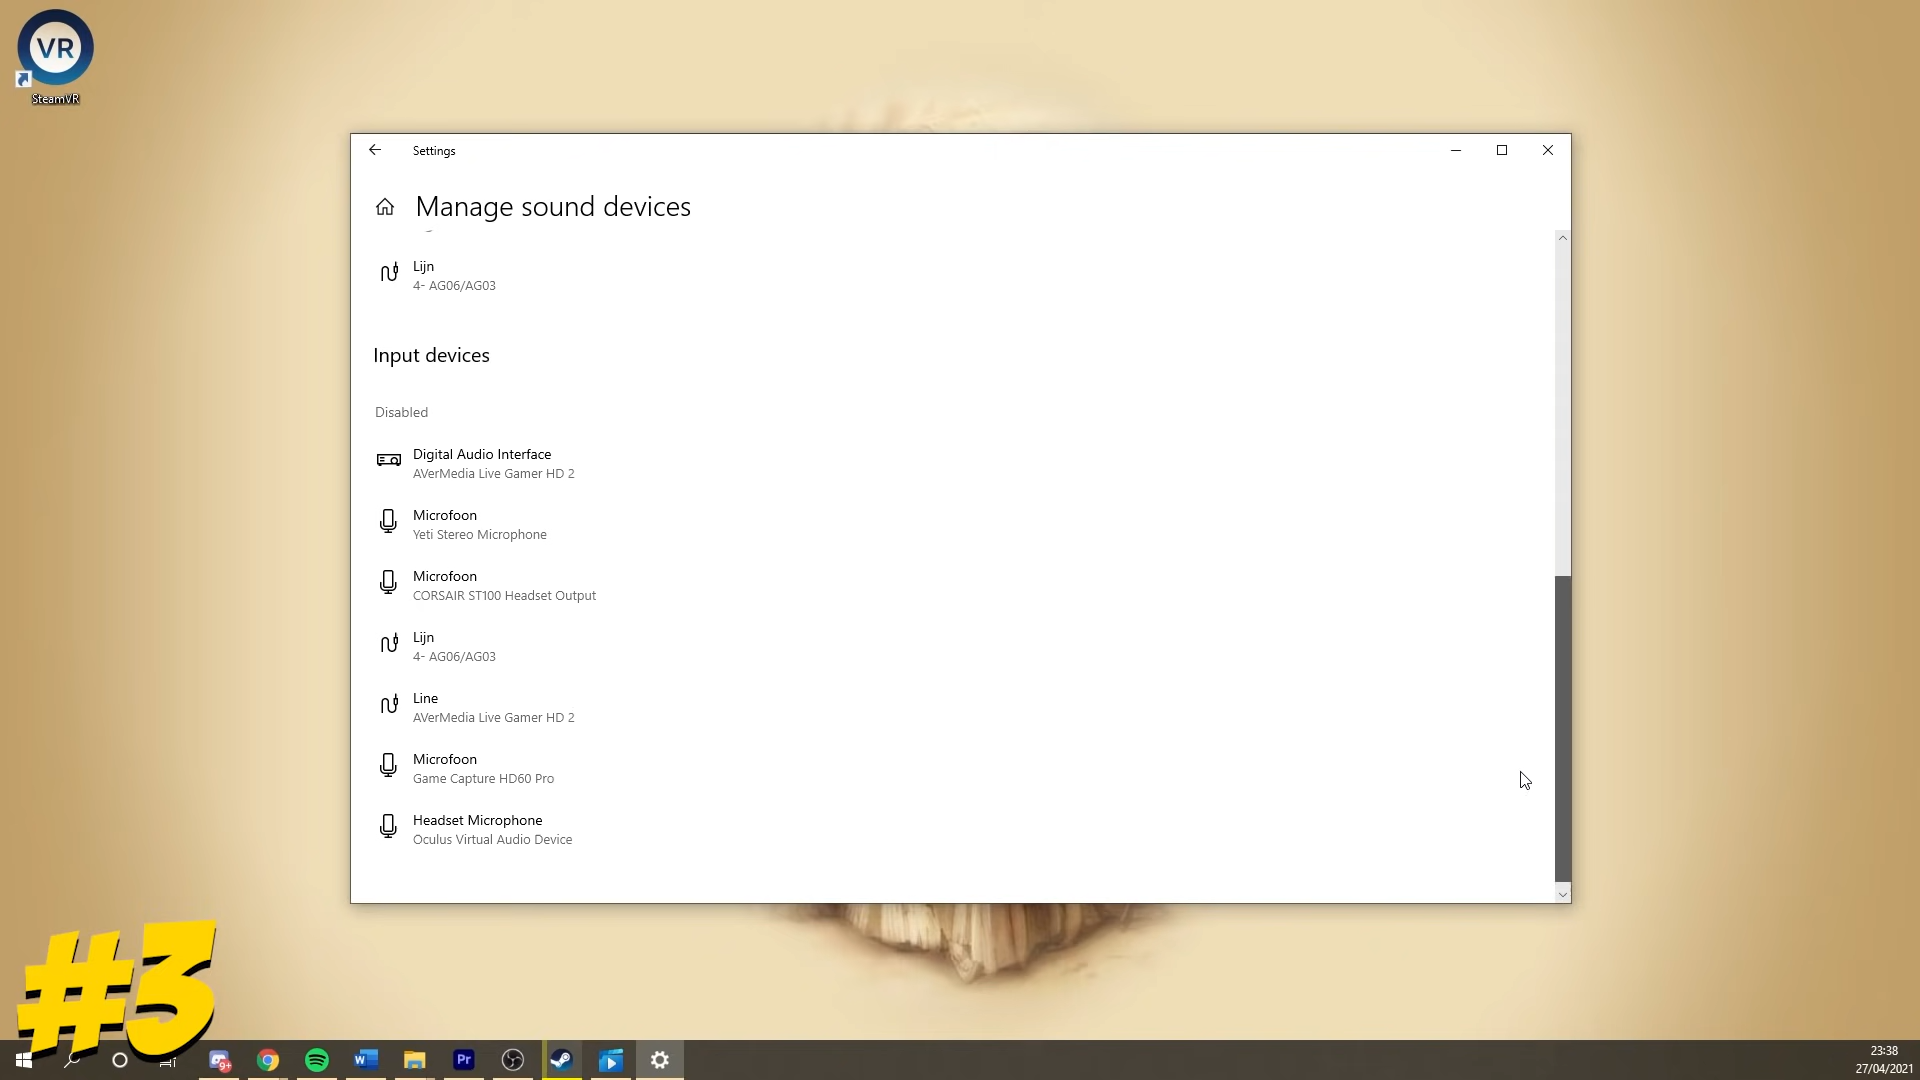 VR
SteamVR
Settings
Manage sound devices
Lijn
4- AG06/AG03
Input devices
Disabled
Digital Audio Interface
AVerMedia Live Gamer HD 2
Microfoon
Yeti Stereo Microphone
Microfoon
CORSAIR ST100 Headset Output
Lijn
4- AG06/AG03
Line
AVerMedia Live Gamer HD 2
Microfoon
Game Capture HD60 Pro
Headset Microphone
Oculus Virtual Audio Device
#3
9+
W
Pr
23:38
27/04/2021